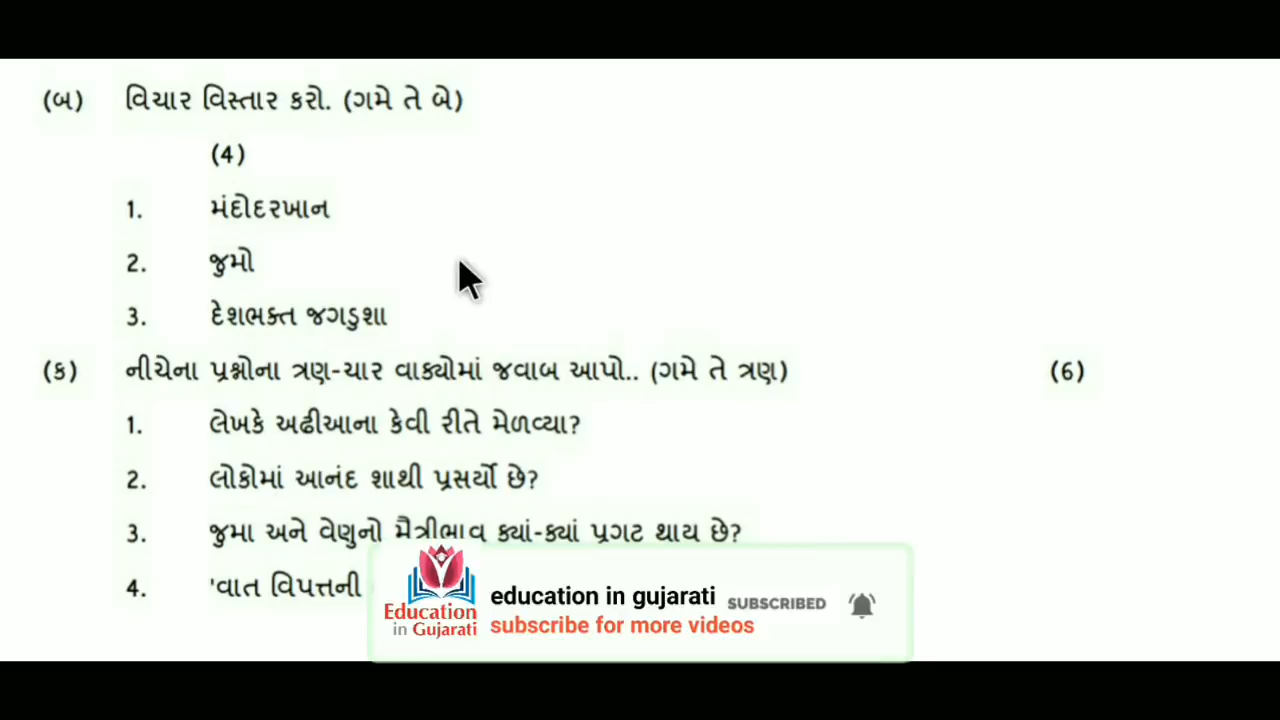 (બ) વિચાર વિસ્તાર કરો. (ગમે તે બે)
(4)
1. મંદોદરખાન
2. જુમો
3. દેશભક્ત જગડુશા
(ક) નીચેના પ્રશ્નોના ત્રણ-ચાર વાક્યોમાં જવાબ આપો.. (ગમે તે ત્રણ) (6)
1. લેખકે અઢીઆના કેવી રીતે મેળવ્યા?
2. લોકોમાં આનંદ શાથી પ્રસર્યો છે?
3. જુમા અને વેણુનો મૈત્રીભાવ ક્યાં-ક્યાં પ્રગટ થાય છે?
4. 'વાત વિપત્તની
Education
in Gujarati
education in gujarati SUBSCRIBED
subscribe for more videos